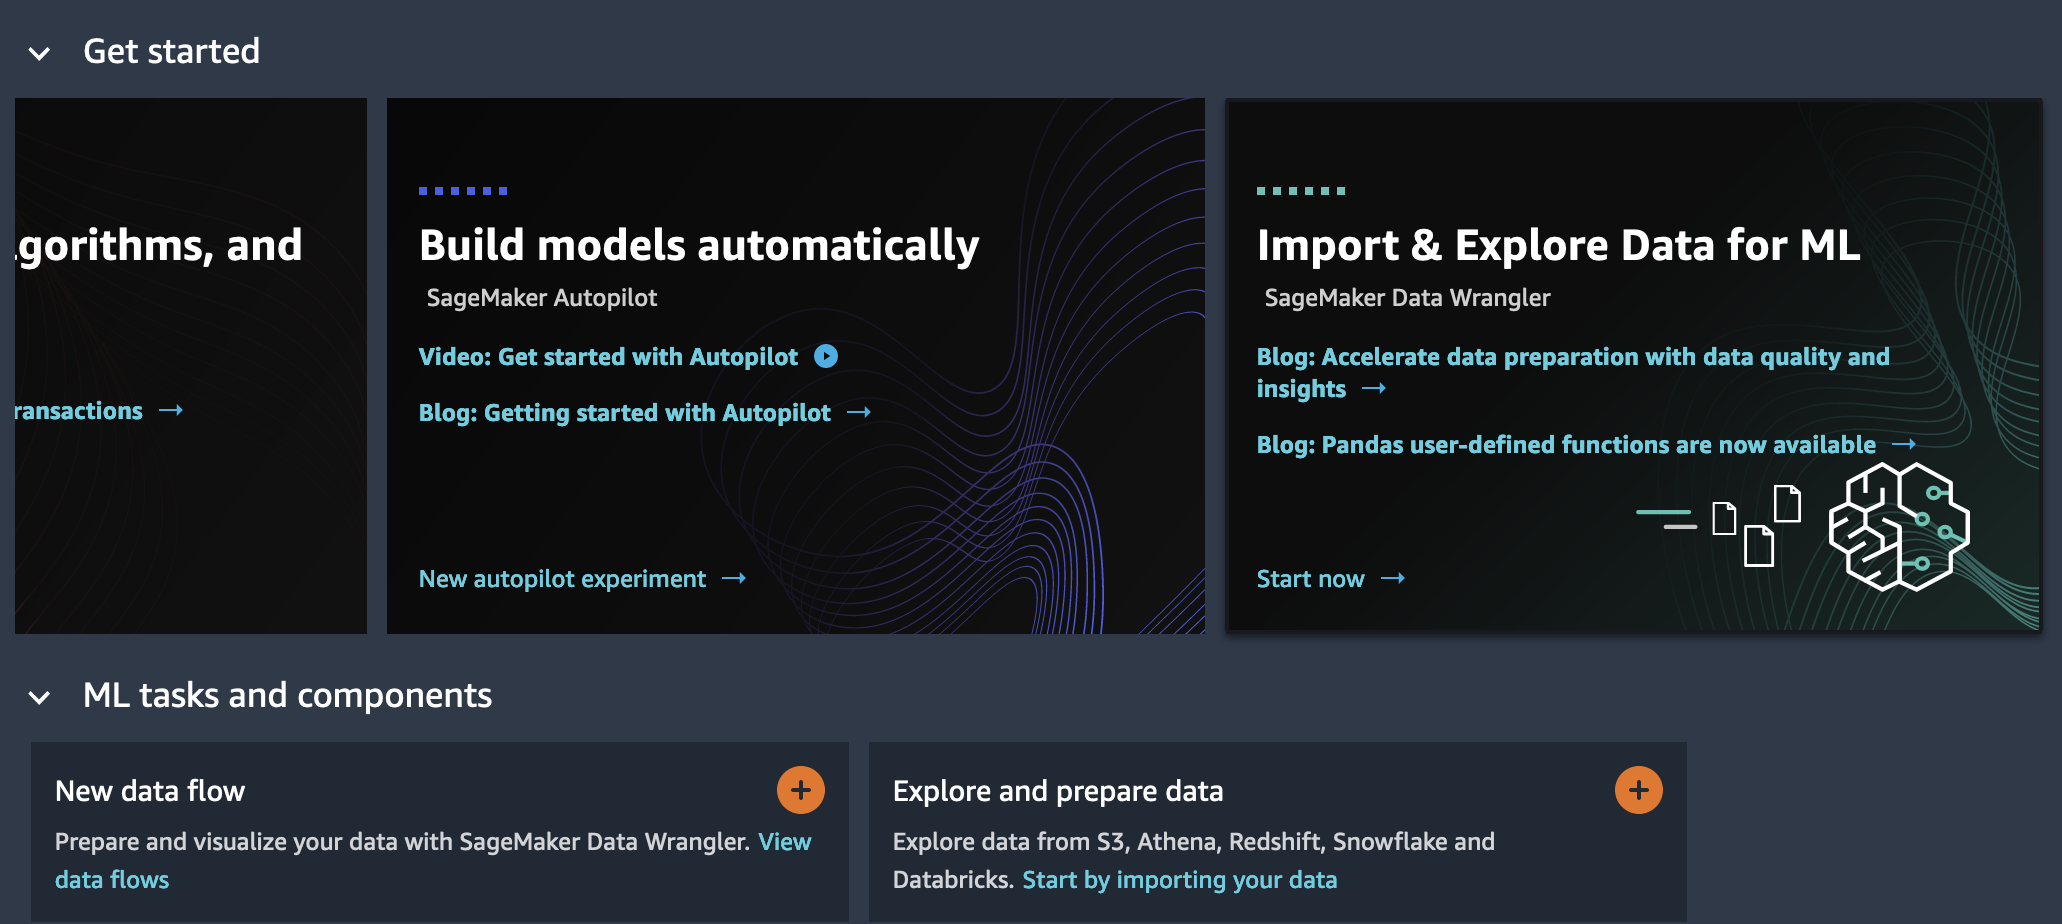 Get started
gorithms, and
ransactions
Build models automatically
SageMaker Autopilot
Video: Get started with Autopilot
Blog: Getting started with Autopilot
New autopilot experiment
Import & Explore Data for ML
SageMaker Data Wrangler
Blog: Accelerate data preparation with data quality and
insights
Blog: Pandas user-defined functions are now available
Start now
ML tasks and components
New data flow
Prepare and visualize your data with SageMaker Data Wrangler. View
data flows
Explore and prepare data
Explore data from S3, Athena, Redshift, Snowflake and
Databricks. Start by importing your data